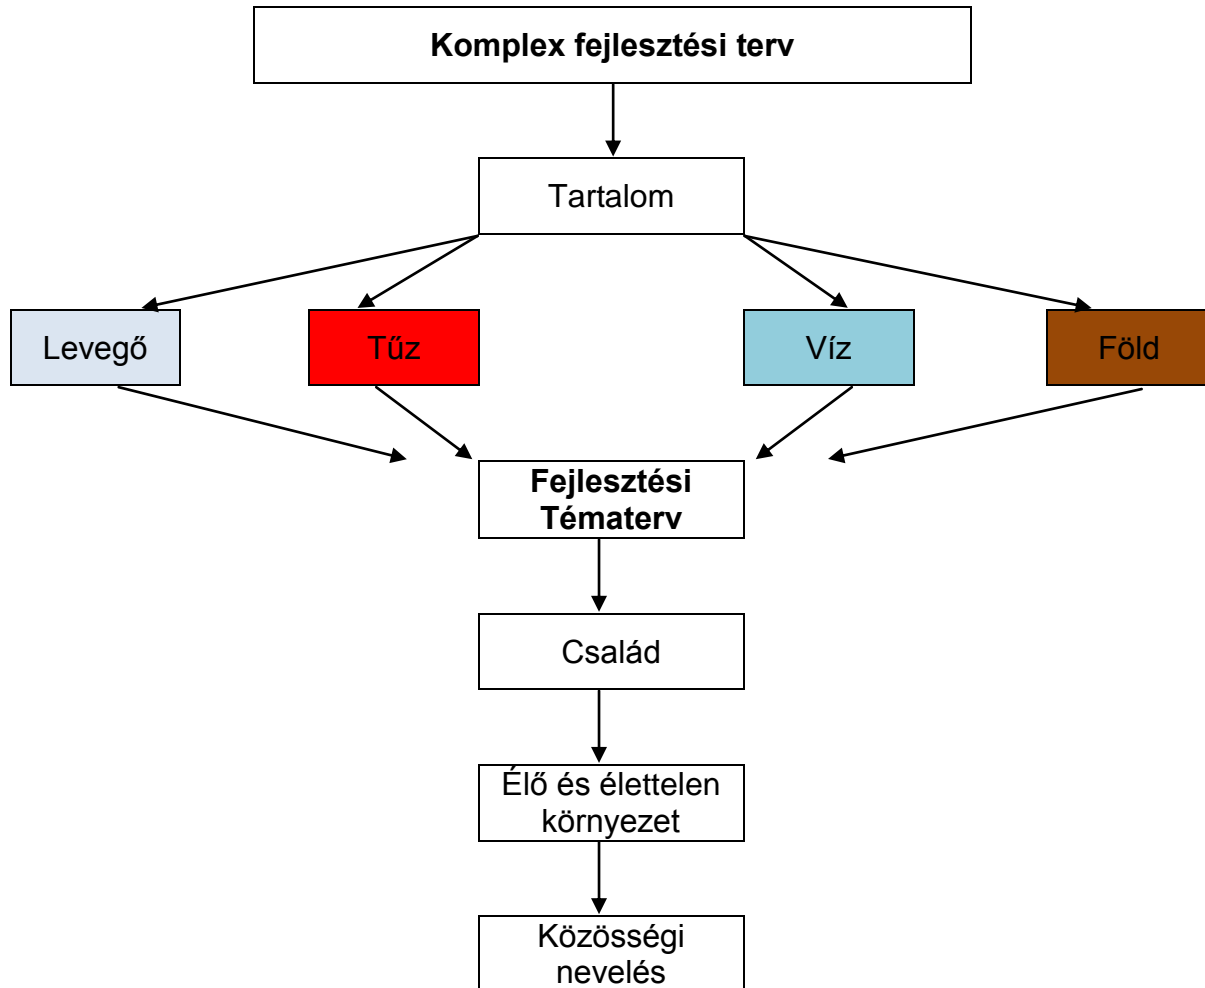 Komplex fejlesztési terv
Tartalom
Levegő
Tűz
Víz
Föld
Fejlesztési
Tématerv
Család
Élő és élettelen
környezet
Közösségi
nevelés